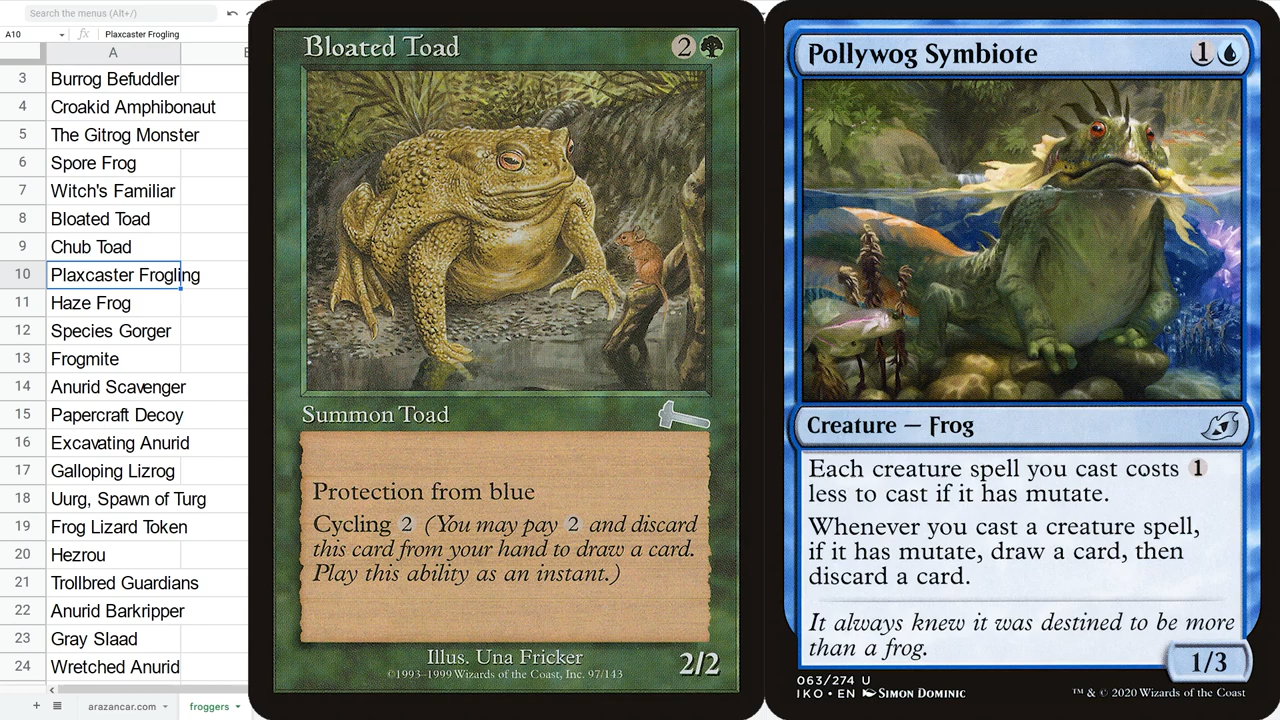 Search the menus (Alt+/)
A10
fx
Plaxcaster Frogling
A
3 Burrog Befuddler
4 Croakid Amphibonaut
5 The Gitrog Monster
6 Spore Frog
7 Witch's Familiar
8 Bloated Toad
9 Chub Toad
10 Plaxcaster Frogling
11 Haze Frog
12 Species Gorger
13 Frogmite
14 Anurid Scavenger
15 Papercraft Decoy
16 Excavating Anurid
17 Galloping Lizrog
18 Uurg, Spawn of Turg
19 Frog Lizard Token
20 Hezrou
21 Trollbred Guardians
22 Anurid Barkripper
23 Gray Slaad
24 Wretched Anurid
arazancar.com
froggers
Bloated Toad 2
Summon Toad
Protection from blue
Cycling 2 (You may pay 2 and discard
this card from your hand to draw a card.
Play this ability as an instant.)
Illus. Una Fricker
©1993–1999 Wizards of the Coast, Inc. 97/143
2/2
Pollywog Symbiote 1
Creature — Frog
Each creature spell you cast costs 1
less to cast if it has mutate.
Whenever you cast a creature spell,
if it has mutate, draw a card, then
discard a card.
It always knew it was destined to be more
than a frog.
1/3
063/274 U
IKO • EN Simon Dominic
™ & © 2020 Wizards of the Coast